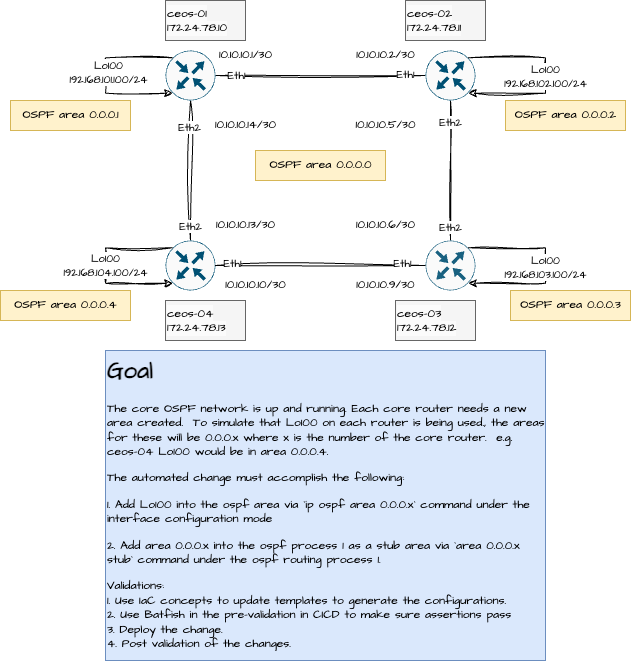 ceos-01
172.24.78.10
ceos-02
172.24.78.11
10.10.10.1/30
10.10.10.2/30
Lo100
192.168.101.100/24
Eth1
Eth1
Lo100
192.168.102.100/24
OSPF area 0.0.0.1
OSPF area 0.0.0.2
Eth2
10.10.10.14/30
10.10.10.5/30
Eth2
OSPF area 0.0.0.0
Eth2
10.10.10.13/30
10.10.10.6/30
Eth2
Lo100
192.168.104.100/24
Eth1
Eth1
Lo100
192.168.103.100/24
10.10.10.10/30
10.10.10.9/30
OSPF area 0.0.0.4
OSPF area 0.0.0.3
ceos-04
172.24.78.13
ceos-03
172.24.78.12
Goal
The core OSPF network is up and running. Each core router needs a new
area created.  To simulate that Lo100 on each router is being used., the areas
for these will be 0.0.0.x where x is the number of the core router.  e.g.
ceos-04 Lo100 would be in area 0.0.0.4.
The automated change must accomplish the following:
1. Add Lo100 into the ospf area via 'ip ospf area 0.0.0.x' command under the
interface configuration mode
2. Add area 0.0.0.x into the ospf process 1 as a stub area via 'area 0.0.0.x
stub' command under the ospf routing process 1.
Validations:
1. Use IaC concepts to update templates to generate the configurations.
2. Use Batfish in the pre-validation in CICD to make sure assertions pass
3. Deploy the change.
4. Post validation of the changes.